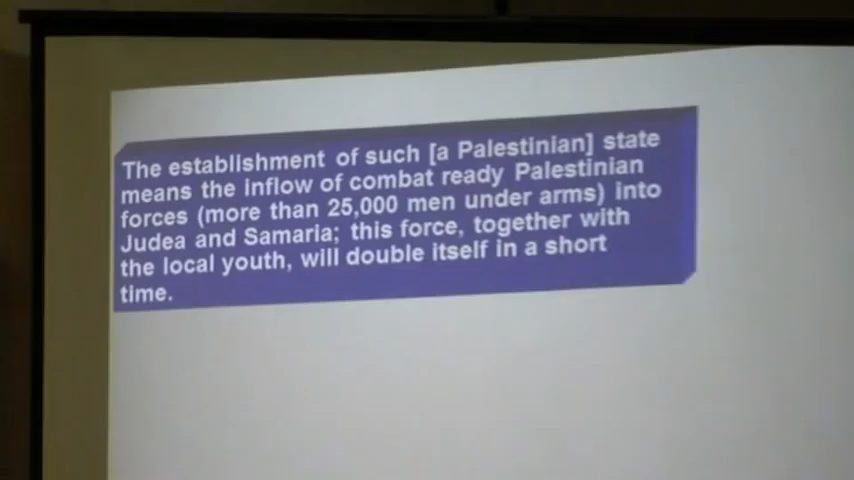 The establishment of such [a Palestinian] state
means the inflow of combat ready Palestinian
forces (more than 25,000 men under arms) into
Judea and Samaria; this force, together with
the local youth, will double itself in a short
time.